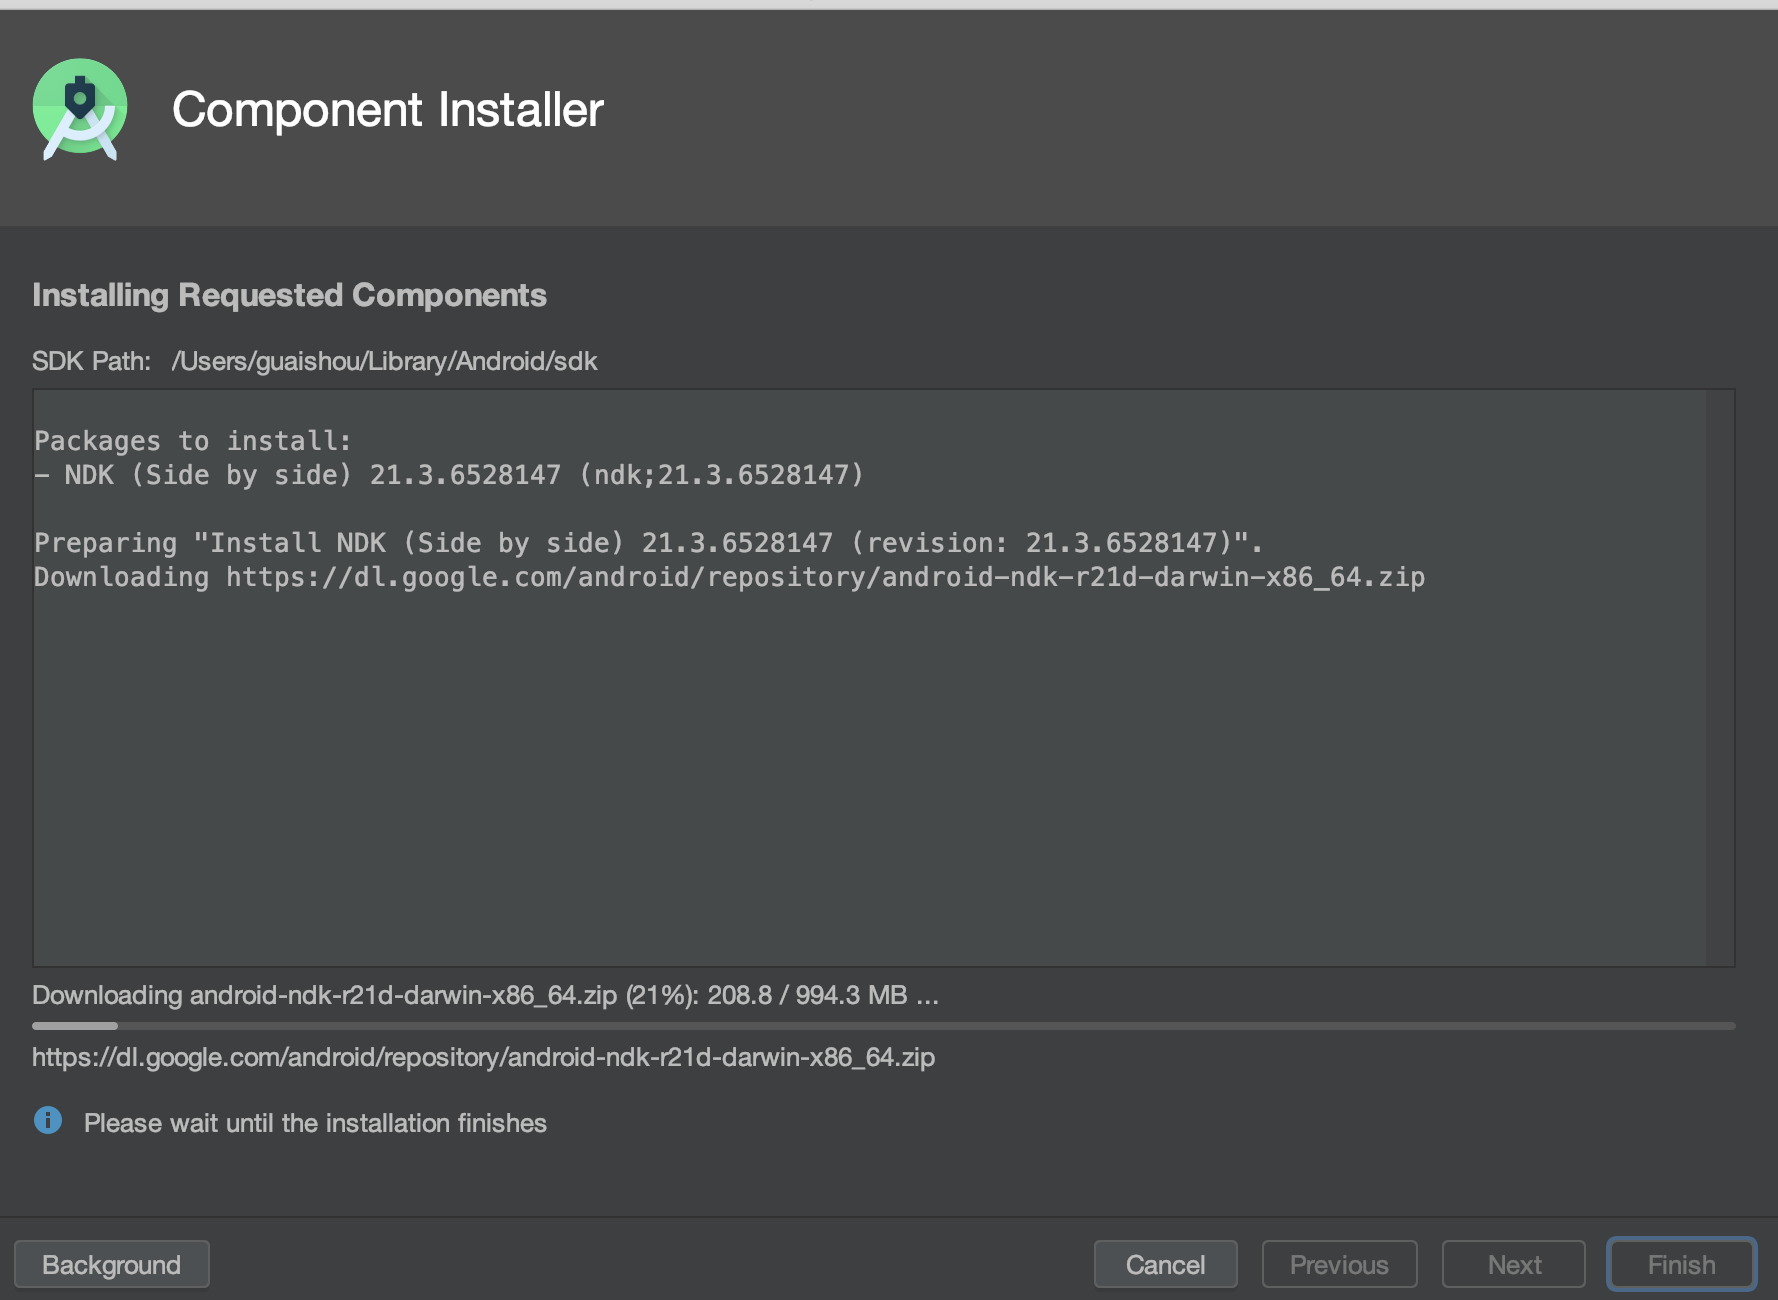 Component Installer
Installing Requested Components
SDK Path: /Users/guaishou/Library/Android/sdk
Packages to install:
- NDK (Side by side) 21.3.6528147 (ndk;21.3.6528147)
Preparing "Install NDK (Side by side) 21.3.6528147 (revision: 21.3.6528147)".
Downloading https://dl.google.com/android/repository/android-ndk-r21d-darwin-x86_64.zip
Downloading android-ndk-r21d-darwin-x86_64.zip (21%): 208.8 / 994.3 MB ...
https://dl.google.com/android/repository/android-ndk-r21d-darwin-x86_64.zip
Please wait until the installation finishes
Background Cancel Previous Next Finish